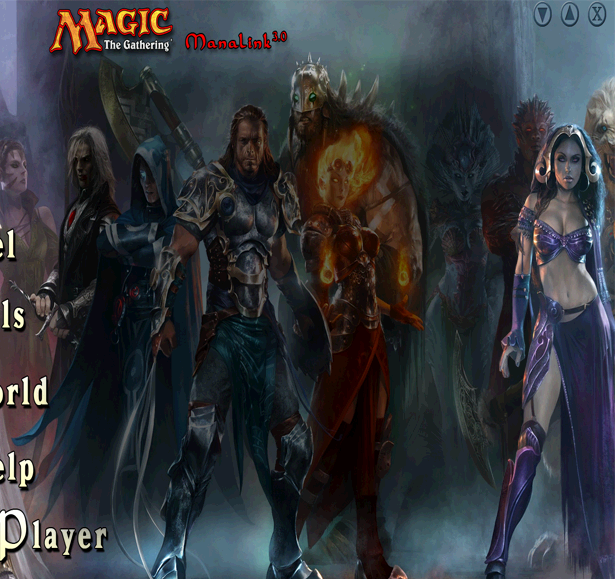 MAGIC
The Gathering®
ManaLink 3.0
X
el
ls
orld
elp
Player